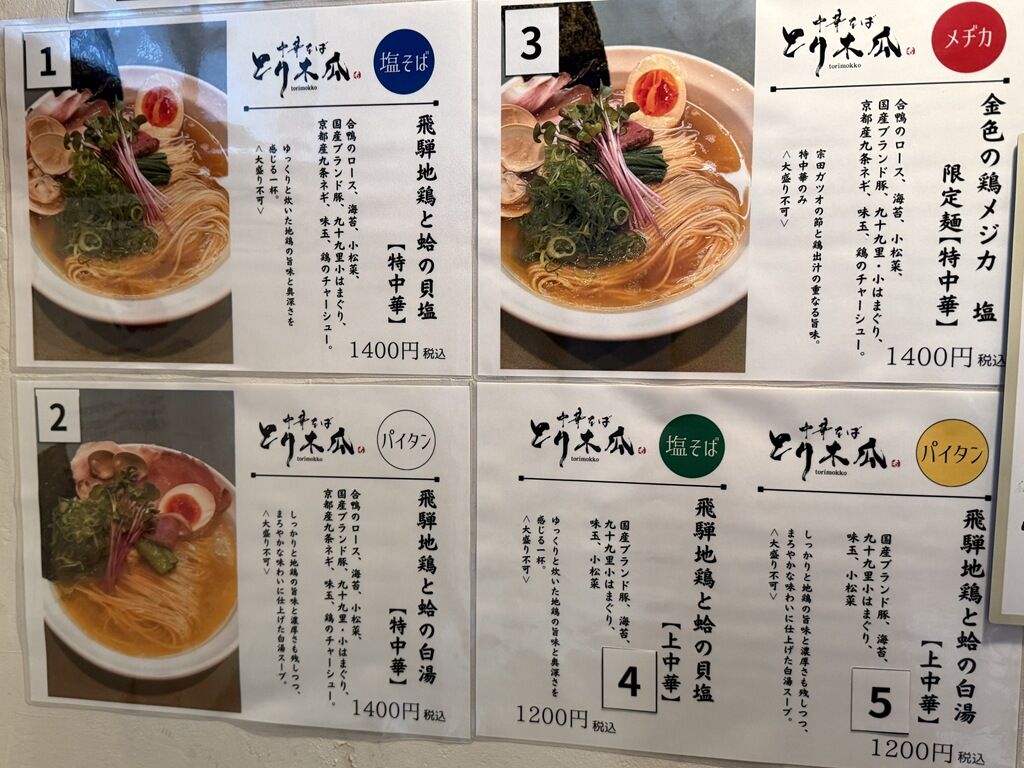 1
中華そば
とり木瓜
torimokko
塩そば
飛騨地鶏と蛤の貝塩
【特中華】
合鴨のロース、海苔、小松菜、
国産ブランド豚、九十九里小はまぐり、
京都産九条ネギ、味玉、鶏のチャーシュー。
ゆっくりと炊いた地鶏の旨味と奥深さを
感じる一杯。
＜大盛り不可＞
1400円 税込
3
中華そば
とり木瓜
torimokko
メヂカ
金色の鶏メジカ 塩
限定麺【特中華】
合鴨のロース、海苔、小松菜、
国産ブランド豚、九十九里・小はまぐり、
京都産九条ネギ、味玉、鶏のチャーシュー。
宗田ガツオの節と鶏出汁の重なる旨味。
特中華のみ
＜大盛り不可＞
1400円 税込
2
中華そば
とり木瓜
torimokko
パイタン
飛騨地鶏と蛤の白湯
【特中華】
合鴨のロース、海苔、小松菜、
国産ブランド豚、九十九里・小はまぐり、
京都産九条ネギ、味玉、鶏のチャーシュー。
しっかりと地鶏の旨味と濃厚さも残しつつ、
まろやかな味わいに仕上げた白湯スープ。
＜大盛り不可＞
1400円 税込
中華そば
とり木瓜
torimokko
塩そば
飛騨地鶏と蛤の貝塩
【上中華】
国産ブランド豚、海苔、
九十九里小はまぐり、
味玉、小松菜
ゆっくりと炊いた地鶏の旨味と奥深さを
感じる一杯。
＜大盛り不可＞
4
1200円 税込
中華そば
とり木瓜
torimokko
パイタン
飛騨地鶏と蛤の白湯
【上中華】
国産ブランド豚、海苔、
九十九里小はまぐり、
味玉、小松菜
しっかりと地鶏の旨味と濃厚さも残しつつ、
まろやかな味わいに仕上げた白湯スープ。
＜大盛り不可＞
5
1200円 税込